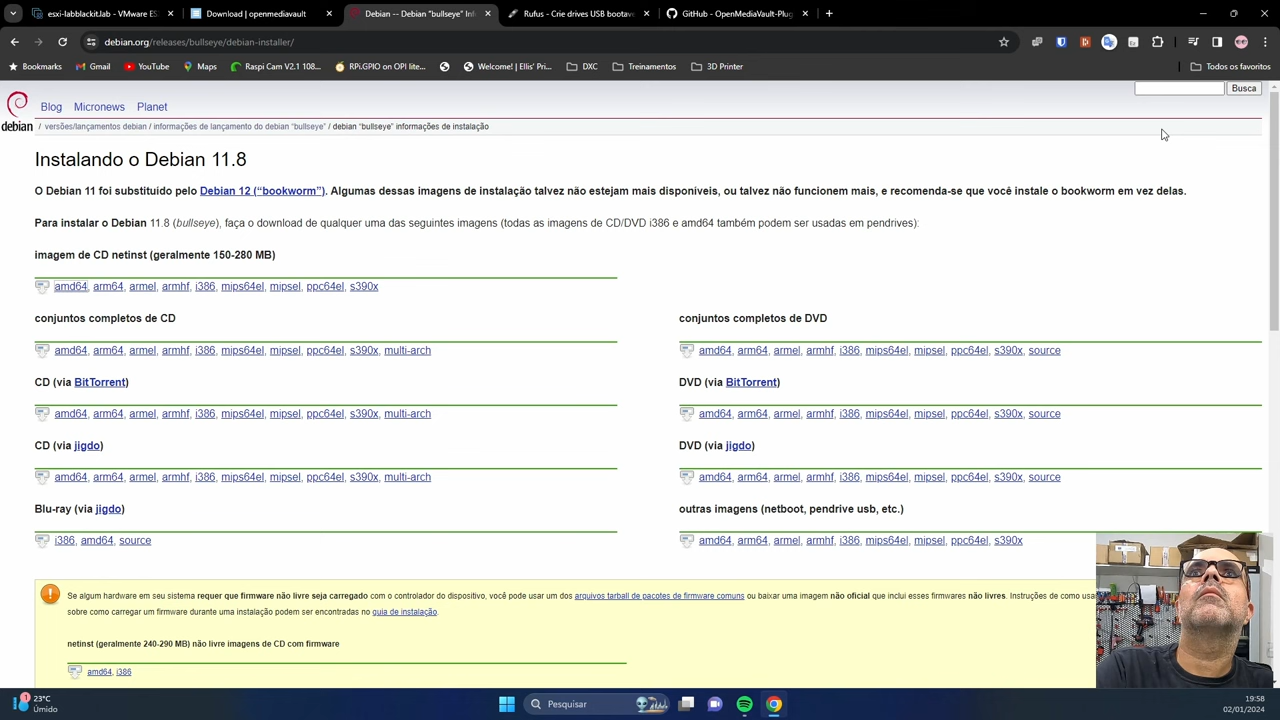 esxi-labblackt.lab - VMware ES
Download | openmediavault
Debian -- Debian "bullseye" Inf
Rufus - Crie drives USB bootáve
GitHub - OpenMediaVault-Plug
debian.org/releases/bullseye/debian-installer/
Bookmarks
Gmail
YouTube
Maps
Raspi Cam V2.1 108...
RPi.GPIO on OPI lite...
Welcome! | Ellis' Pri...
DXC
Treinamentos
3D Printer
Todos os favoritos
Busca
debian
Blog Micronews Planet
/ versões/lançamentos debian / informações de lançamento do debian "bullseye" / debian “bullseye” informações de instalação
Instalando o Debian 11.8
O Debian 11 foi substituído pelo Debian 12 (“bookworm”). Algumas dessas imagens de instalação talvez não estejam mais disponíveis, ou talvez não funcionem mais, e recomenda-se que você instale o bookworm em vez delas.
Para instalar o Debian 11.8 (bullseye), faça o download de qualquer uma das seguintes imagens (todas as imagens de CD/DVD i386 e amd64 também podem ser usadas em pendrives):
imagem de CD netinst (geralmente 150-280 MB)
amd64, arm64, armel, armhf, i386, mips64el, mipsel, ppc64el, s390x
conjuntos completos de CD
amd64, arm64, armel, armhf, i386, mips64el, mipsel, ppc64el, s390x, multi-arch
conjuntos completos de DVD
amd64, arm64, armel, armhf, i386, mips64el, mipsel, ppc64el, s390x, source
CD (via BitTorrent)
amd64, arm64, armel, armhf, i386, mips64el, mipsel, ppc64el, s390x, multi-arch
DVD (via BitTorrent)
amd64, arm64, armel, armhf, i386, mips64el, mipsel, ppc64el, s390x, source
CD (via jigdo)
amd64, arm64, armel, armhf, i386, mips64el, mipsel, ppc64el, s390x, multi-arch
DVD (via jigdo)
amd64, arm64, armel, armhf, i386, mips64el, mipsel, ppc64el, s390x, source
Blu-ray (via jigdo)
i386, amd64, source
outras imagens (netboot, pendrive usb, etc.)
amd64, arm64, armel, armhf, i386, mips64el, mipsel, ppc64el, s390x
Se algum hardware em seu sistema requer que firmware não livre seja carregado com o controlador do dispositivo, você pode usar um dos arquivos tarball de pacotes de firmware comuns ou baixar uma imagem não oficial que inclui esses firmwares não livres. Instruções de como usa
sobre como carregar um firmware durante uma instalação podem ser encontradas no guia de instalação.
netinst (geralmente 240-290 MB) não livre imagens de CD com firmware
amd64, i386
1
23°C
Úmido
Pesquisar
19:58
02/01/2024